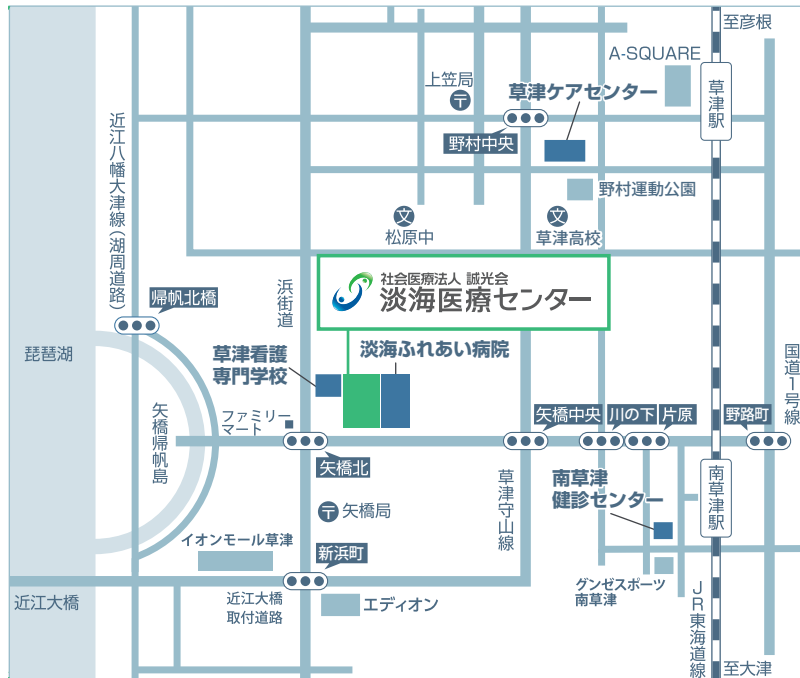 至彦根
A-SQUARE
草津駅
上笠局
草津ケアセンター
野村中央
近江八幡大津線(湖周道路)
野村運動公園
文
松原中
文
草津高校
帰帆北橋
浜街道
社会医療法人 誠光会
淡海医療センター
琵琶湖
草津看護
専門学校
淡海ふれあい病院
国道1号線
矢橋帰帆島
ファミリー
マート
矢橋中央
川の下
片原
野路町
矢橋北
草津守山線
南草津
健診センター
南草津駅
矢橋局
イオンモール草津
新浜町
グンゼスポーツ
南草津
近江大橋
近江大橋
取付道路
エディオン
JR東海道線
至大津